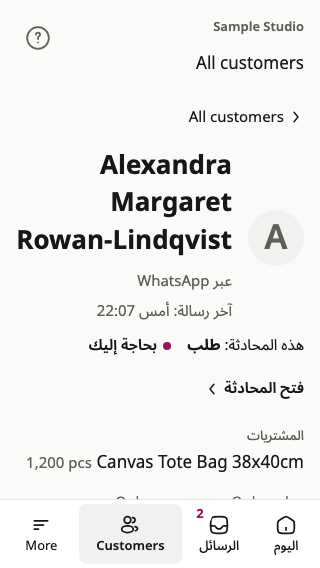 Sample Studio
All customers
All customers
Alexandra
Margaret
Rowan-Lindqvist
A
عبر WhatsApp
آخر رسالة: أمس 22:07
هذه المحادثة: طلب بحاجة إليك
فتح المحادثة
المشتريات
Canvas Tote Bag 38x40cm 1,200 pcs
اليوم
2
الرسائل
Customers
More